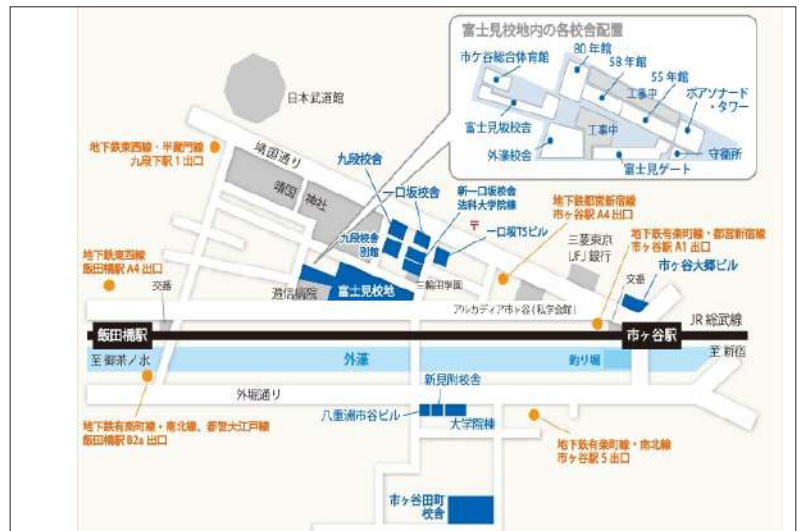 富士見校地内の各校舎配置
80年館
58年館
市ケ谷総合体育館
55年館
工事中
ボアソナード
・タワー
富士見坂校舎
工事中
外濠校舎
守衛所
富士見ゲート
日本武道館
地下鉄東西線・半蔵門線
九段下駅1出口
靖国通り
靖国神社
九段校舎
一口坂校舎
新一口坂校舎
法科大学院棟
地下鉄都営新宿線
市ヶ谷駅A4出口
〒
一口坂TSビル
九段校舎
別館
三菱東京
UFJ銀行
地下鉄有楽町線・都営新宿線
市ヶ谷駅A1出口
地下鉄東西線
飯田橋駅A4出口
交番
逓信病院
富士見校地
三輪田学園
交番
市ヶ谷大郷ビル
アルカディア市ヶ谷(私学会館)
飯田橋駅
市ヶ谷駅
JR総武線
至御茶ノ水
外濠
釣り堀
至新宿
外堀通り
新見附校舎
八重洲市谷ビル
大学院棟
地下鉄有楽町線・南北線、都営大江戸線
飯田橋駅B2a出口
地下鉄有楽町線・南北線
市ヶ谷駅5出口
市ヶ谷田町
校舎